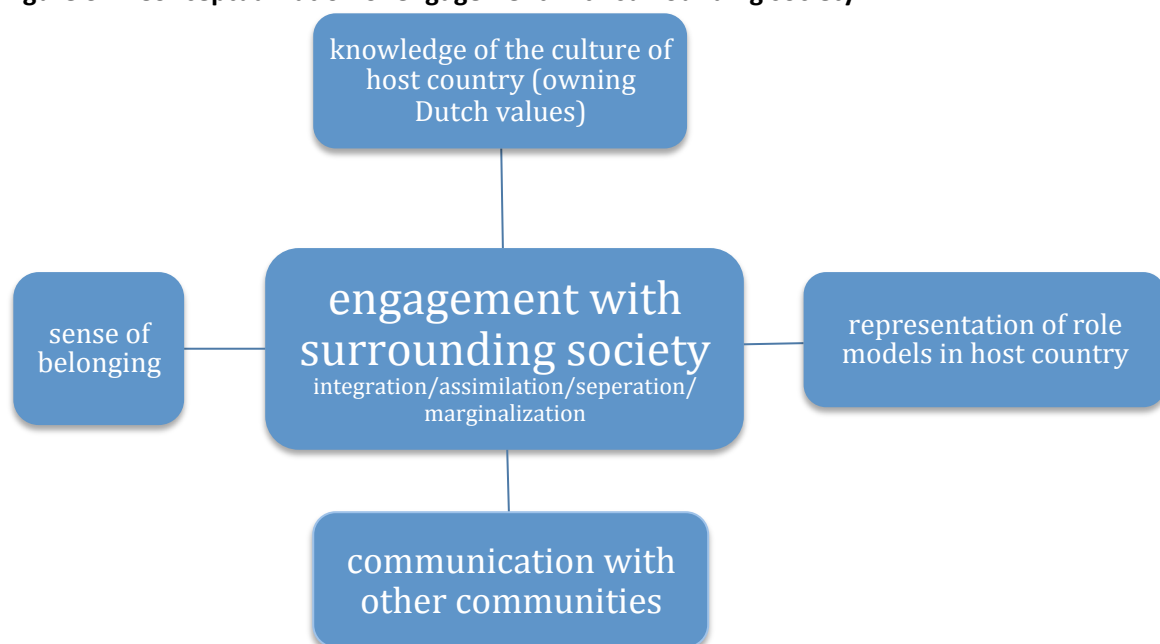 knowledge of the culture of
host country (owning
Dutch values)
sense of
belonging
engagement with
surrounding society
integration/assimilation/seperation/
marginalization
representation of role
models in host country
communication with
other communities